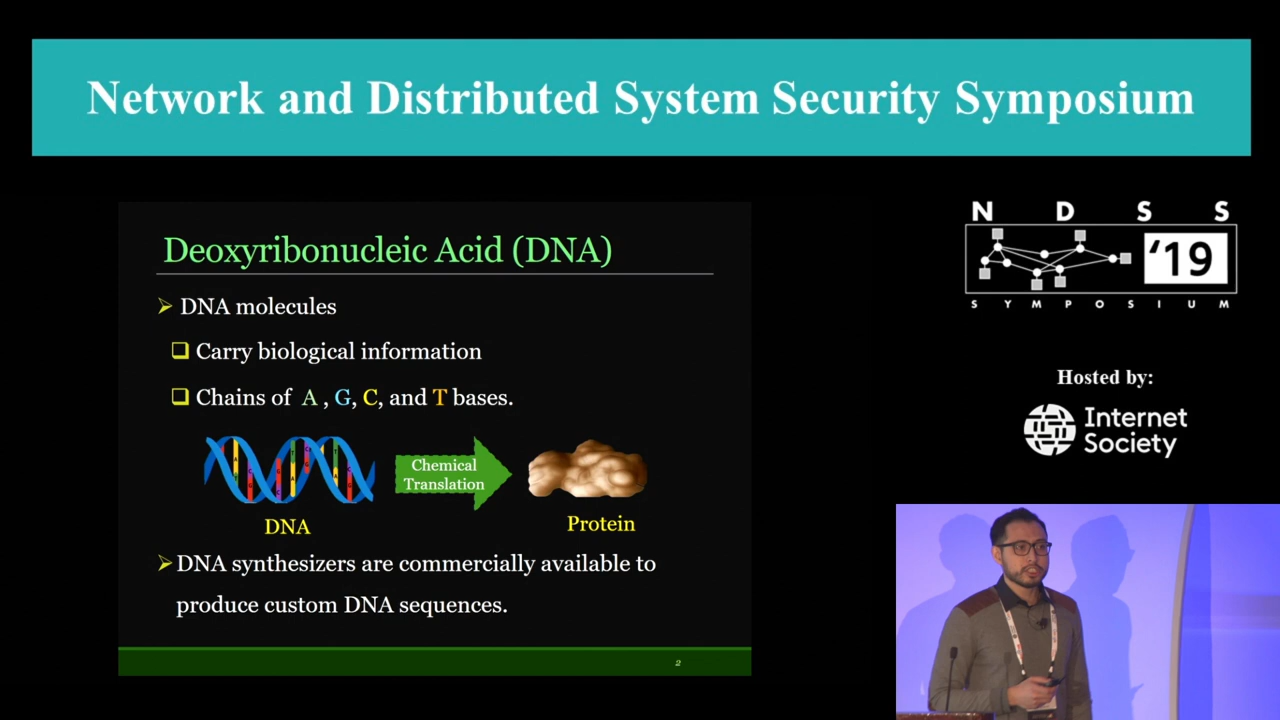 Network and Distributed System Security Symposium
N D S S
'19
S Y M P O S I U M
Hosted by:
Internet
Society
Deoxyribonucleic Acid (DNA)
DNA molecules
Carry biological information
Chains of A , G, C, and T bases.
Chemical
Translation
DNA
Protein
DNA synthesizers are commercially available to
produce custom DNA sequences.
2